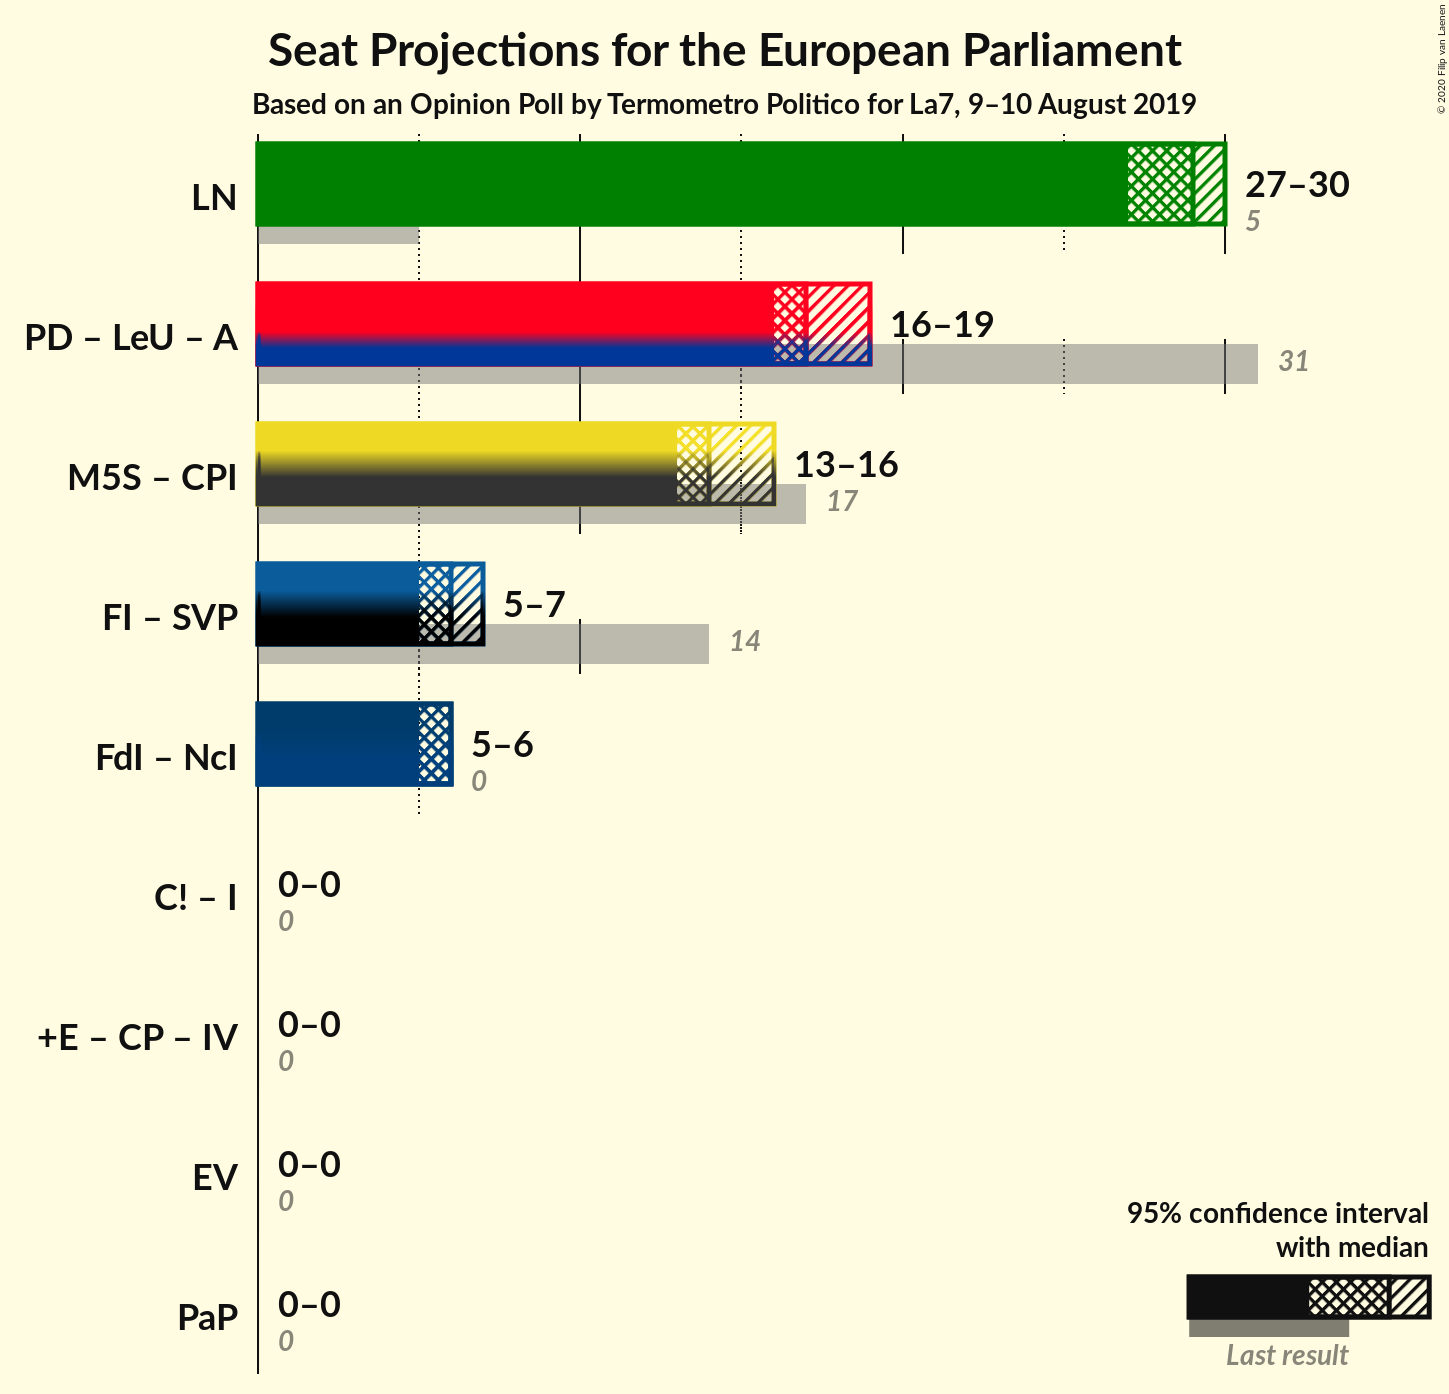 Seat Projections for the European Parliament
Based on an Opinion Poll by Termometro Politico for La7, 9–10 August 2019
© 2020 Filip van Laenen
LN
27–30
5
PD – LeU – A
16–19
31
M5S – CPI
13–16
17
FI – SVP
5–7
14
FdI – NcI
5–6
0
C! – I
0–0
0
+E – CP – IV
0–0
0
EV
0–0
0
PaP
0–0
0
95% confidence interval
with median
Last result